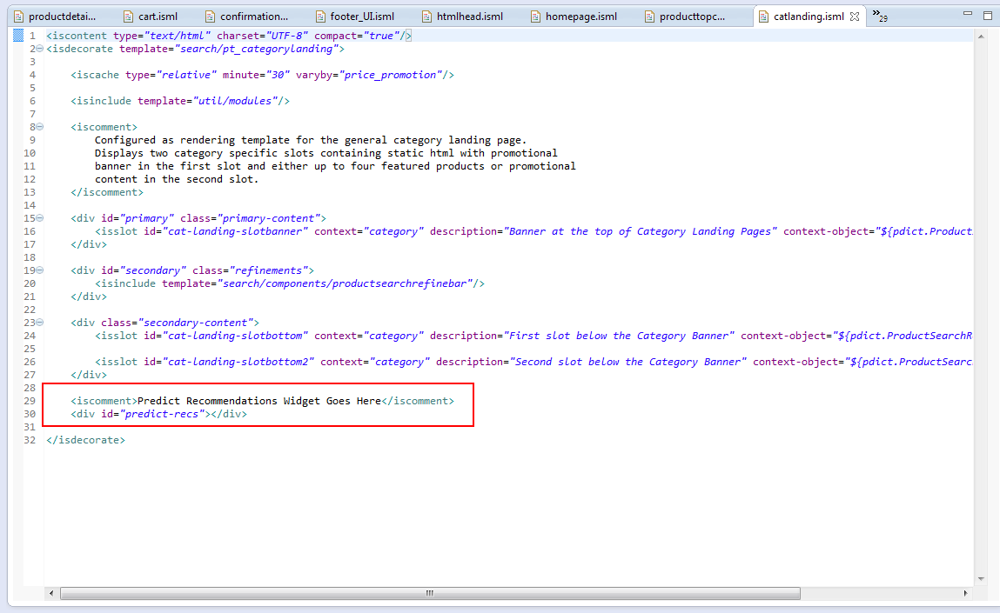 productdetai... cart.isml confirmation... footer_UI.isml htmlhead.isml homepage.isml producttopc... catlanding.isml »29
1 <iscontent type="text/html" charset="UTF-8" compact="true"/>
2 <isdecorate template="search/pt_categorylanding">
3
4 <iscache type="relative" minute="30" varyby="price_promotion"/>
5
6 <isinclude template="util/modules"/>
7
8 <iscomment>
9 Configured as rendering template for the general category landing page.
10 Displays two category specific slots containing static html with promotional
11 banner in the first slot and either up to four featured products or promotional
12 content in the second slot.
13 </iscomment>
14
15 <div id="primary" class="primary-content">
16 <isslot id="cat-landing-slotbanner" context="category" description="Banner at the top of Category Landing Pages" context-object="${pdict.Product
17 </div>
18
19 <div id="secondary" class="refinements">
20 <isinclude template="search/components/productsearchrefinebar"/>
21 </div>
22
23 <div class="secondary-content">
24 <isslot id="cat-landing-slotbottom" context="category" description="First slot below the Category Banner" context-object="${pdict.ProductSearchR
25
26 <isslot id="cat-landing-slotbottom2" context="category" description="Second slot below the Category Banner" context-object="${pdict.ProductSearc
27 </div>
28
29 <iscomment>Predict Recommendations Widget Goes Here</iscomment>
30 <div id="predict-recs"></div>
31
32 </isdecorate>